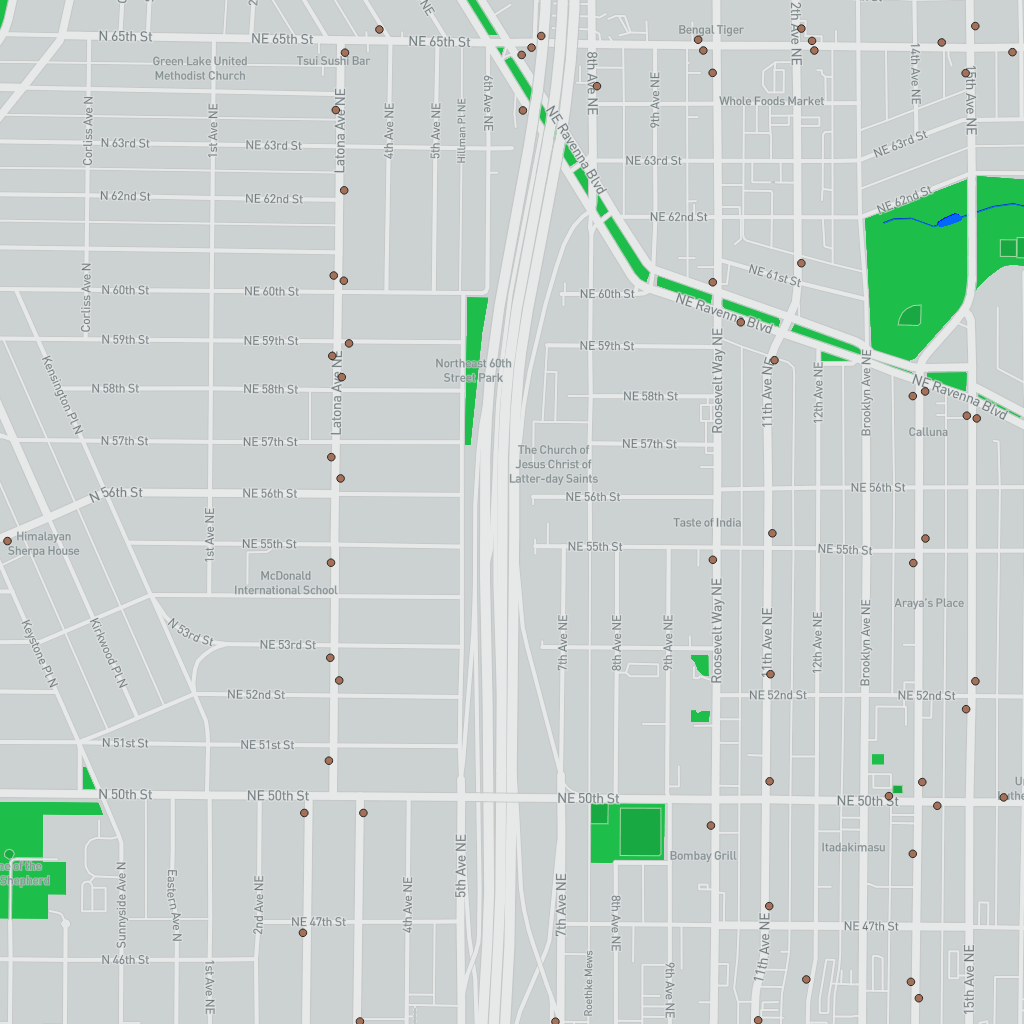 N 65th St
NE 65th St
NE 65th St
Bengal Tiger
Green Lake United
Methodist Church
Tsui Sushi Bar
6th Ave NE
8th Ave NE
9th Ave NE
14th Ave NE
15th Ave NE
Whole Foods Market
Corliss Ave N
1st Ave NE
Latona Ave NE
4th Ave NE
5th Ave NE
Hillman Pl NE
NE Ravenna Blvd
N 63rd St
NE 63rd St
NE 63rd St
NE 63rd St
N 62nd St
NE 62nd St
NE 62nd St
NE 62nd St
Corliss Ave N
N 60th St
NE 60th St
NE 60th St
NE 61st St
NE Ravenna Blvd
N 59th St
NE 59th St
NE 59th St
Northeast 60th
Street Park
Kensington Pl N
Latona Ave NE
Roosevelt Way NE
11th Ave NE
12th Ave NE
Brooklyn Ave NE
NE Ravenna Blvd
N 58th St
NE 58th St
NE 58th St
N 57th St
NE 57th St
NE 57th St
Calluna
The Church of
Jesus Christ of
Latter-day Saints
N 56th St
NE 56th St
NE 56th St
NE 56th St
Taste of India
1st Ave NE
Himalayan
Sherpa House
NE 55th St
NE 55th St
NE 55th St
McDonald
International School
Araya's Place
Keystone Pl N
Kirkwood Pl N
N 53rd St
NE 53rd St
7th Ave NE
8th Ave NE
9th Ave NE
Roosevelt Way NE
11th Ave NE
12th Ave NE
Brooklyn Ave NE
NE 52nd St
NE 52nd St
NE 52nd St
N 51st St
NE 51st St
N 50th St
NE 50th St
NE 50th St
NE 50th St
Itadakimasu
Bombay Grill
Sunnyside Ave N
Eastern Ave N
2nd Ave NE
4th Ave NE
5th Ave NE
7th Ave NE
8th Ave NE
11th Ave NE
15th Ave NE
NE 47th St
NE 47th St
N 46th St
1st Ave NE
Roethke Mews
9th Ave NE